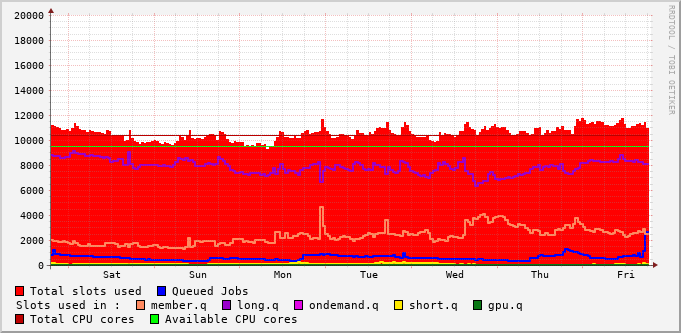 20000
18000
16000
14000
12000
10000
8000
6000
4000
2000
0
Sat Sun Mon Tue Wed Thu Fri
RRDTOOL / TOBI OETIKER
Total slots used Queued Jobs
Slots used in : member.q long.q ondemand.q short.q gpu.q
Total CPU cores Available CPU cores